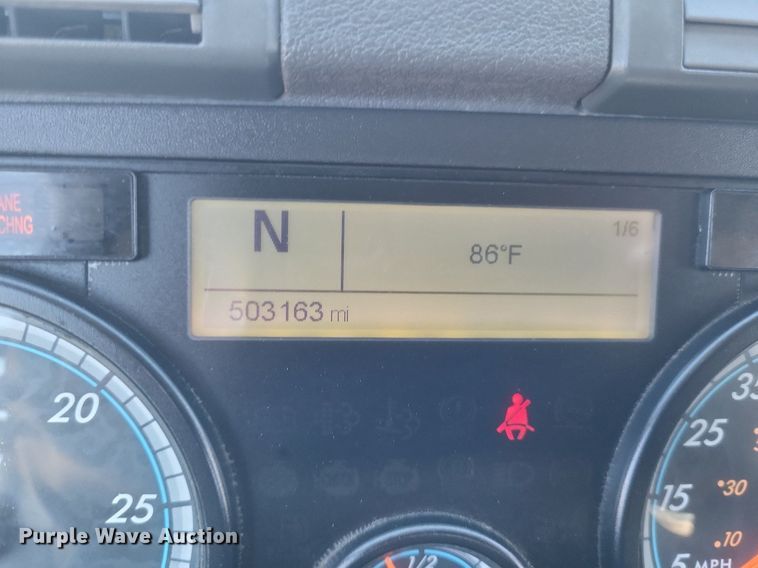 ANE
CHNG
N
86°F
1/6
503163 mi
20
25
1/2
35
25
15
5 MPH
30
10
Purple Wave Auction